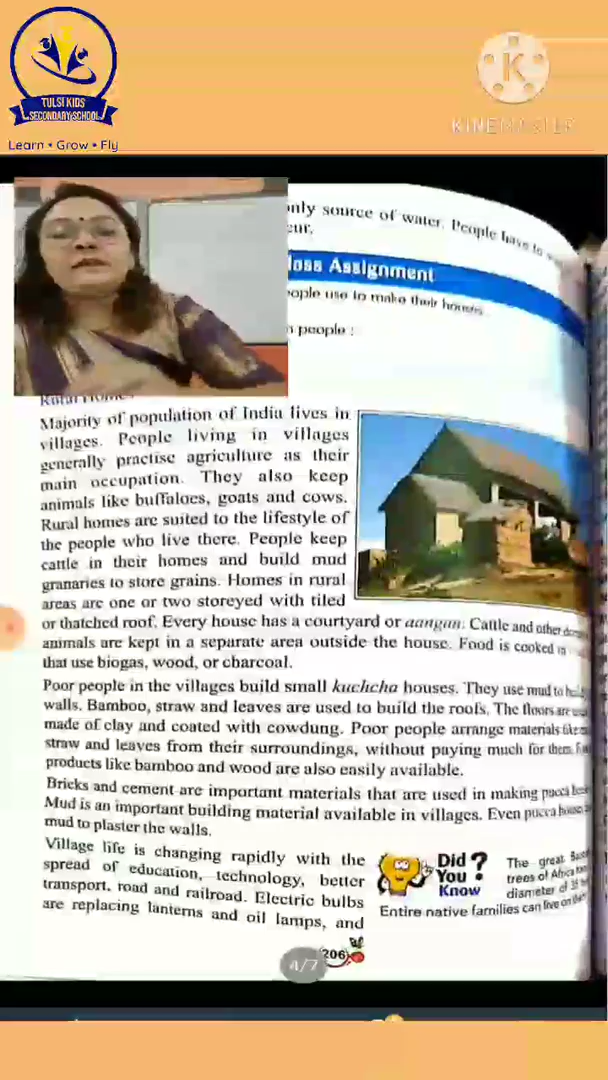 TULSI KIDS
SECONDARY SCHOOL
Learn • Grow • Fly
K
KINEMASTER
only source of water. People have to
Assignment
people use to make their houses
people :
Rural Homes
Majority of population of India lives in
villages. People living in villages
generally practise agriculture as their
main occupation. They also keep
animals like buffaloes, goats and cows.
Rural homes are suited to the lifestyle of
the people who live there. People keep
cattle in their homes and build mud
granaries to store grains. Homes in rural
areas are one or two storeyed with tiled
or thatched roof. Every house has a courtyard or aangan. Cattle and other
animals are kept in a separate area outside the house. Food is cooked
that use biogas, wood, or charcoal.
Poor people in the villages build small kuchcha houses. They use mud to
walls. Bamboo, straw and leaves are used to build the roofs. The floors are
made of clay and coated with cowdung. Poor people arrange materials like
straw and leaves from their surroundings, without paying much for them.
products like bamboo and wood are also easily available.
Bricks and cement are important materials that are used in making pucca
Mud is an important building material available in villages. Even pucca
mud to plaster the walls.
Village life is changing rapidly with the
spread of education, technology, better
transport, road and railroad. Electric bulbs
are replacing lanterns and oil lamps, and
Did
You ?
Know
The great
trees of Africa
diameter of
Entire native families can live on
206
4/7